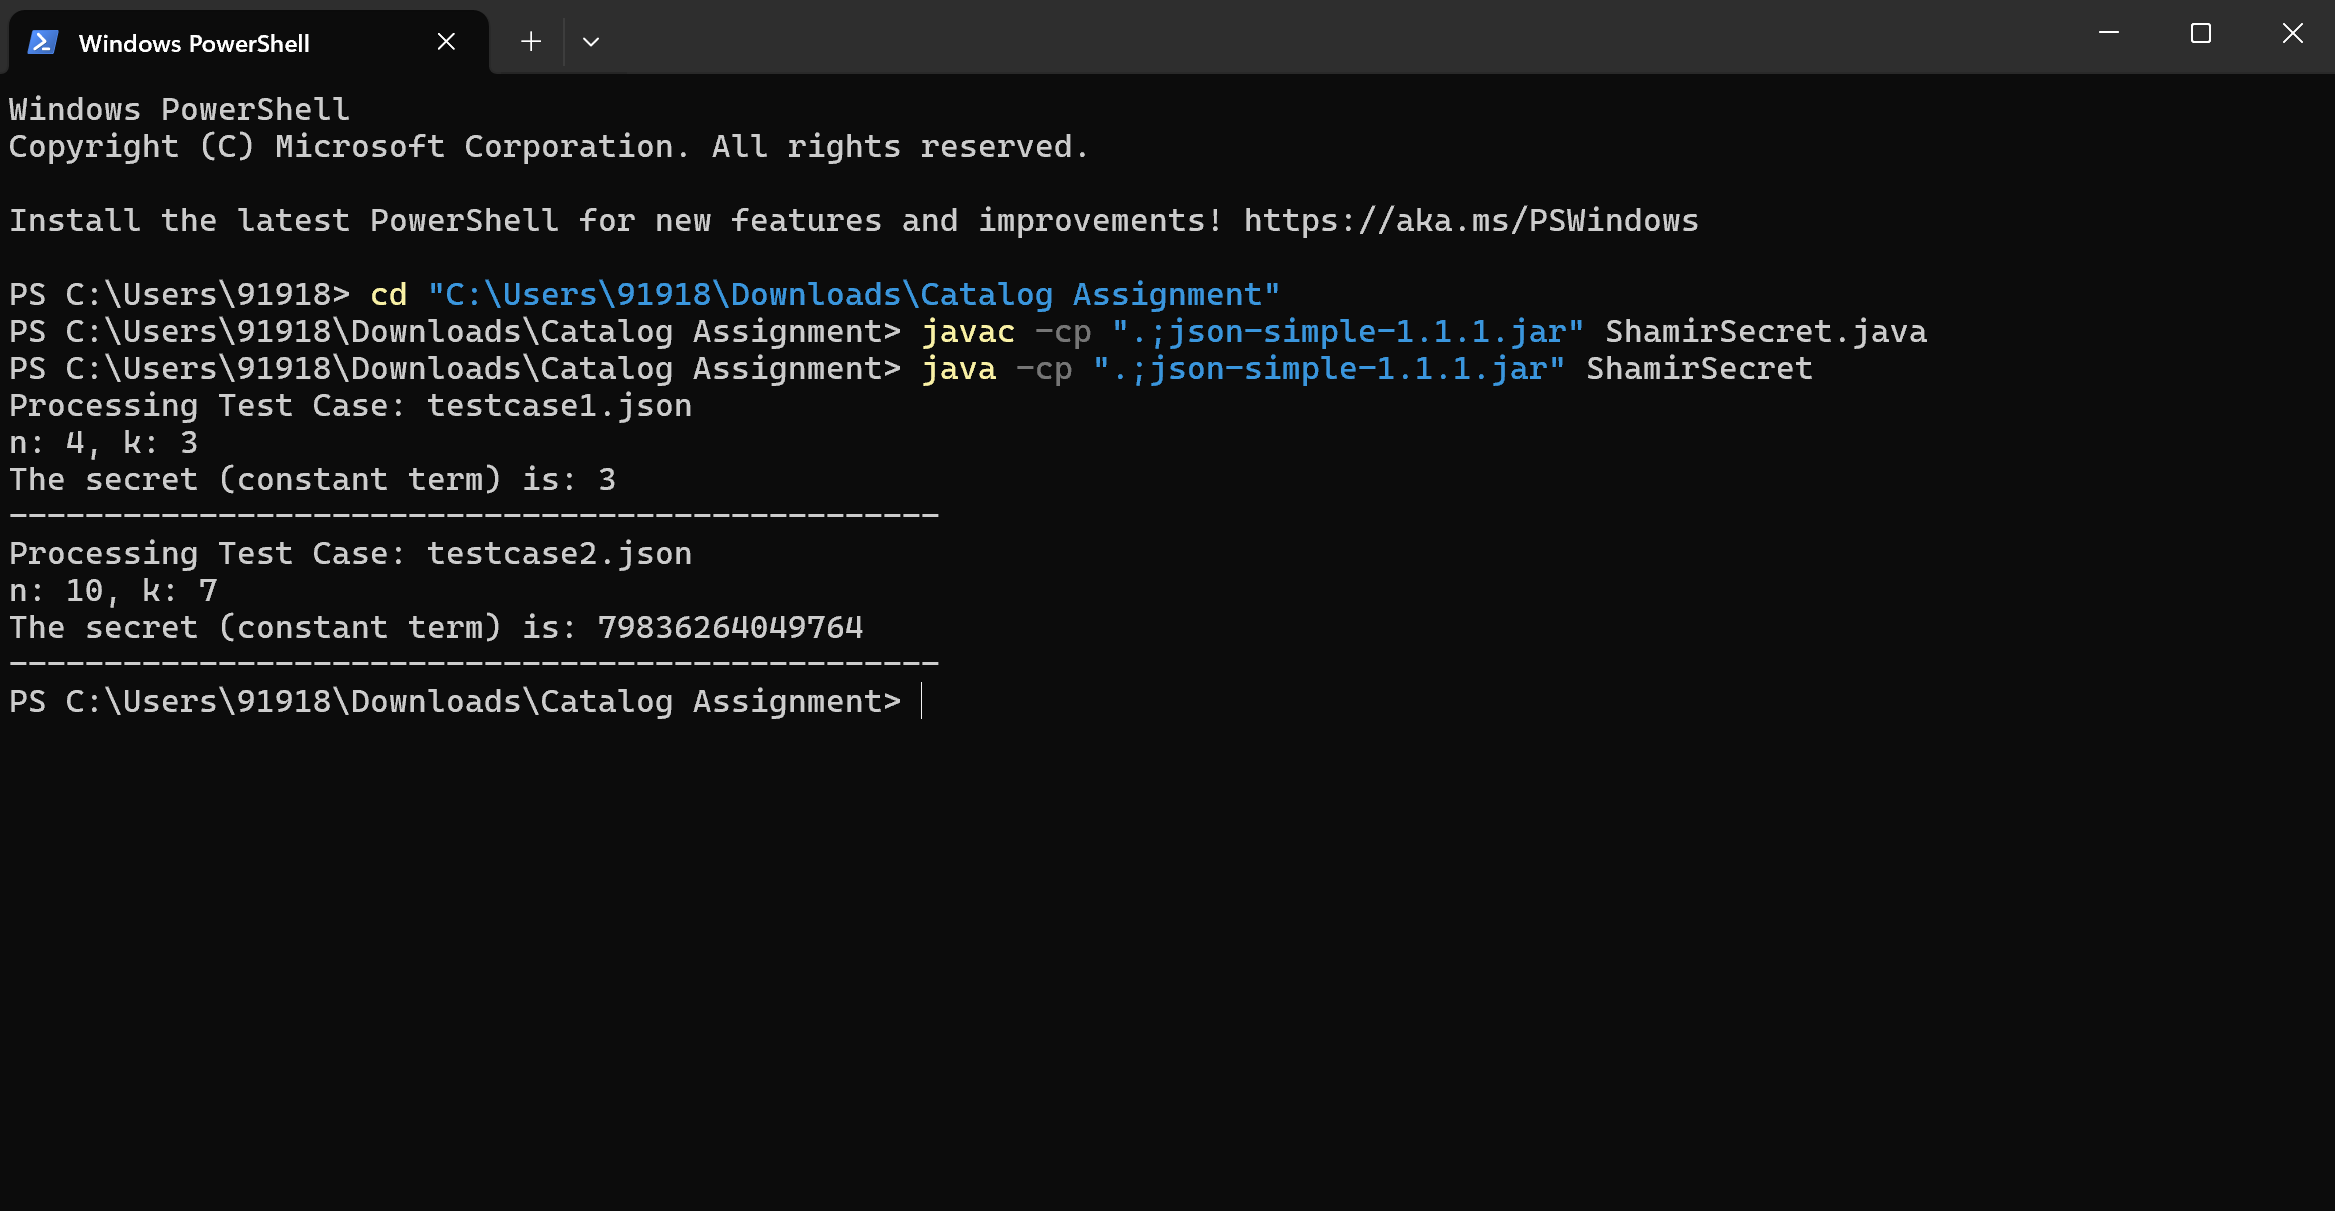 Windows PowerShell
Windows PowerShell
Copyright (C) Microsoft Corporation. All rights reserved.
Install the latest PowerShell for new features and improvements! https://aka.ms/PSWindows
PS C:\Users\91918> cd "C:\Users\91918\Downloads\Catalog Assignment"
PS C:\Users\91918\Downloads\Catalog Assignment> javac -cp ".;json-simple-1.1.1.jar" ShamirSecret.java
PS C:\Users\91918\Downloads\Catalog Assignment> java -cp ".;json-simple-1.1.1.jar" ShamirSecret
Processing Test Case: testcase1.json
n: 4, k: 3
The secret (constant term) is: 3
-------------------------------------------------
Processing Test Case: testcase2.json
n: 10, k: 7
The secret (constant term) is: 79836264049764
-------------------------------------------------
PS C:\Users\91918\Downloads\Catalog Assignment>